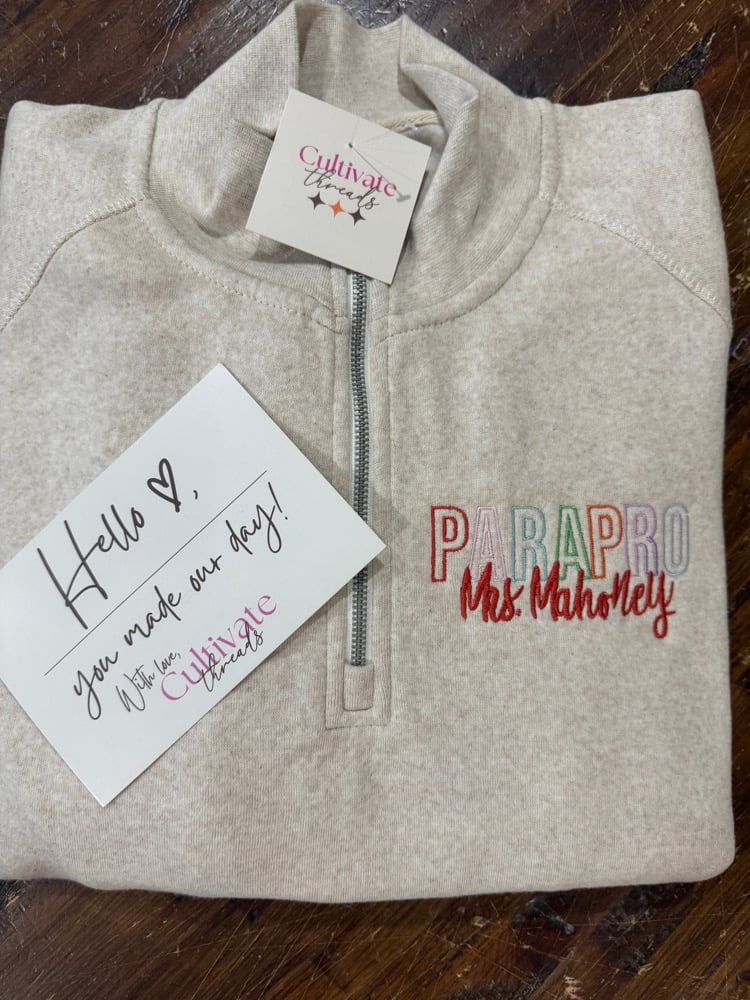 Cultivate
threads
PARAPRO
Mrs. Mahoney
Hello ♡,
you made our day!
With love,
Cultivate
threads